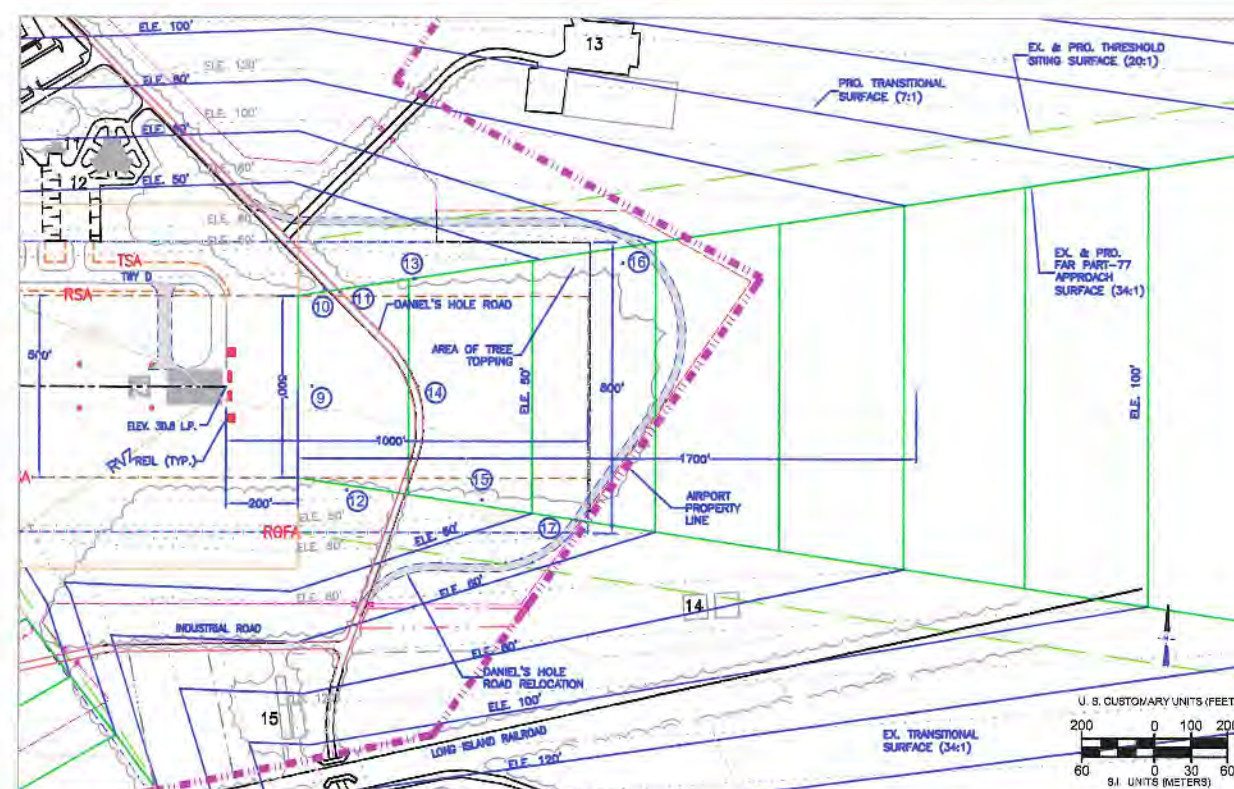 ELE. 100'
13
EX. & PRO. THRESHOLD
SITING SURFACE (20:1)
ELE. 120'
ELE. 80'
PRO. TRANSITIONAL
SURFACE (7:1)
ELE. 100'
12
ELE. 50'
TSA
TWY D
RSA
13
16
EX. & PRO.
FAR PART-77
APPROACH
SURFACE (34:1)
10
11
DANIEL'S HOLE ROAD
AREA OF TREE
TOPPING
500'
500'
9
14
ELE. 50'
800'
ELE. 100'
ELEV. 30.8 L.P.
REIL (TYP.)
1000'
1700'
200'
12
15
AIRPORT
PROPERTY
LINE
17
ROFA
ELE. 50'
ELE. 60'
14
INDUSTRIAL ROAD
ELE. 80'
DANIEL'S HOLE
ROAD RELOCATION
ELE. 100'
15
LONG ISLAND RAILROAD
ELE. 120'
EX. TRANSITIONAL
SURFACE (34:1)
U. S. CUSTOMARY UNITS (FEET
200 0 100 200
60 0 30 60
S.I. UNITS (METERS)